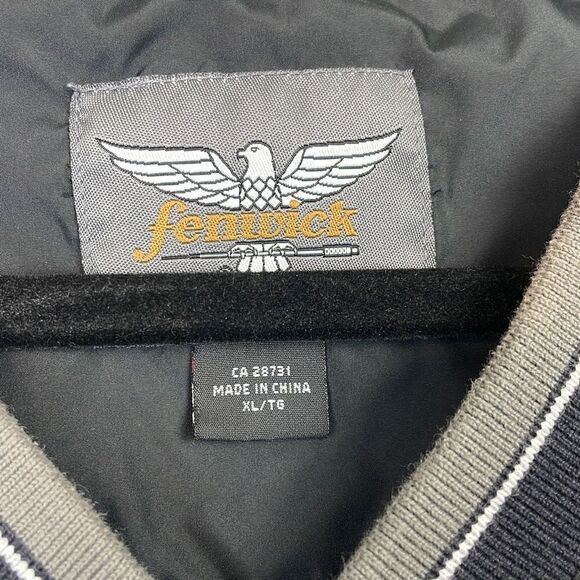 fenwick
CA 28731
MADE IN CHINA
XL/TG